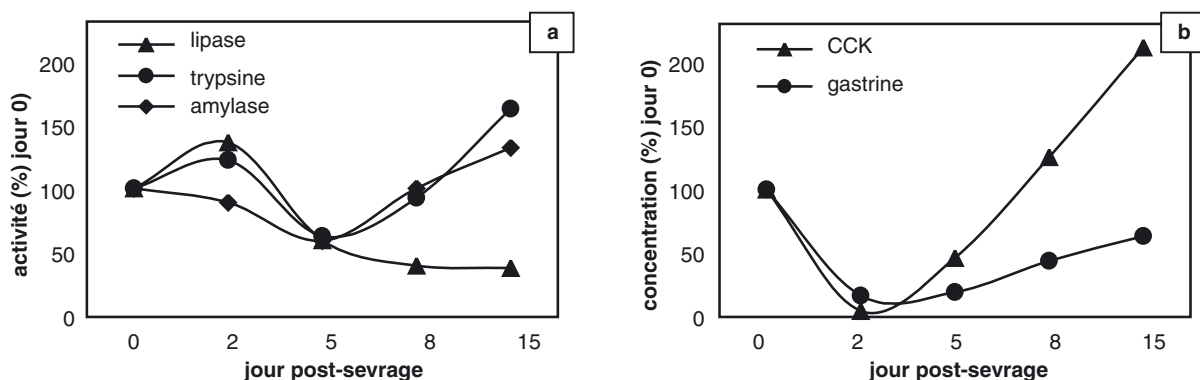 a
lipase
trypsine
amylase
activité (%) jour 0)
200
150
100
50
0
0 2 5 8 15
jour post-sevrage
b
CCK
gastrine
concentration (%) jour 0)
200
150
100
50
0
0 2 5 8 15
jour post-sevrage